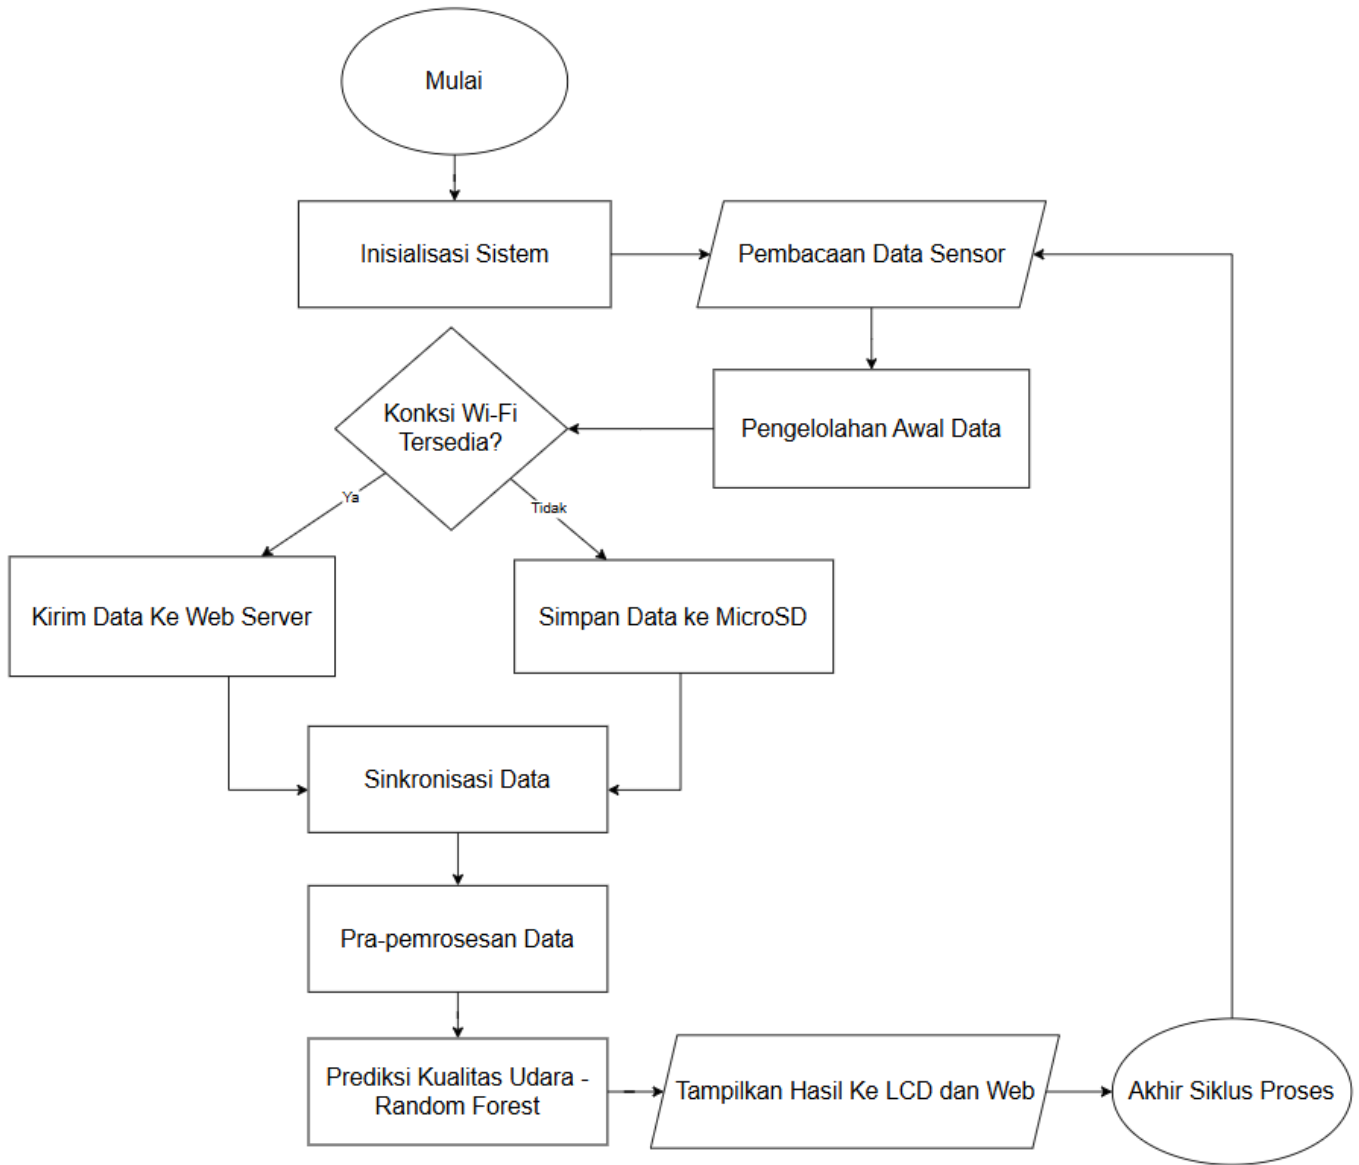 Mulai
Inisialisasi Sistem
Pembacaan Data Sensor
Pengelolahan Awal Data
Konksi Wi-Fi
Tersedia?
Ya
Tidak
Kirim Data Ke Web Server
Simpan Data ke MicroSD
Sinkronisasi Data
Pra-pemrosesan Data
Prediksi Kualitas Udara -
Random Forest
Tampilkan Hasil Ke LCD dan Web
Akhir Siklus Proses